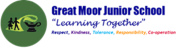 Great Moor Junior School
"Learning Together"
Respect, Kindness, Tolerance, Responsibility, Co-operation